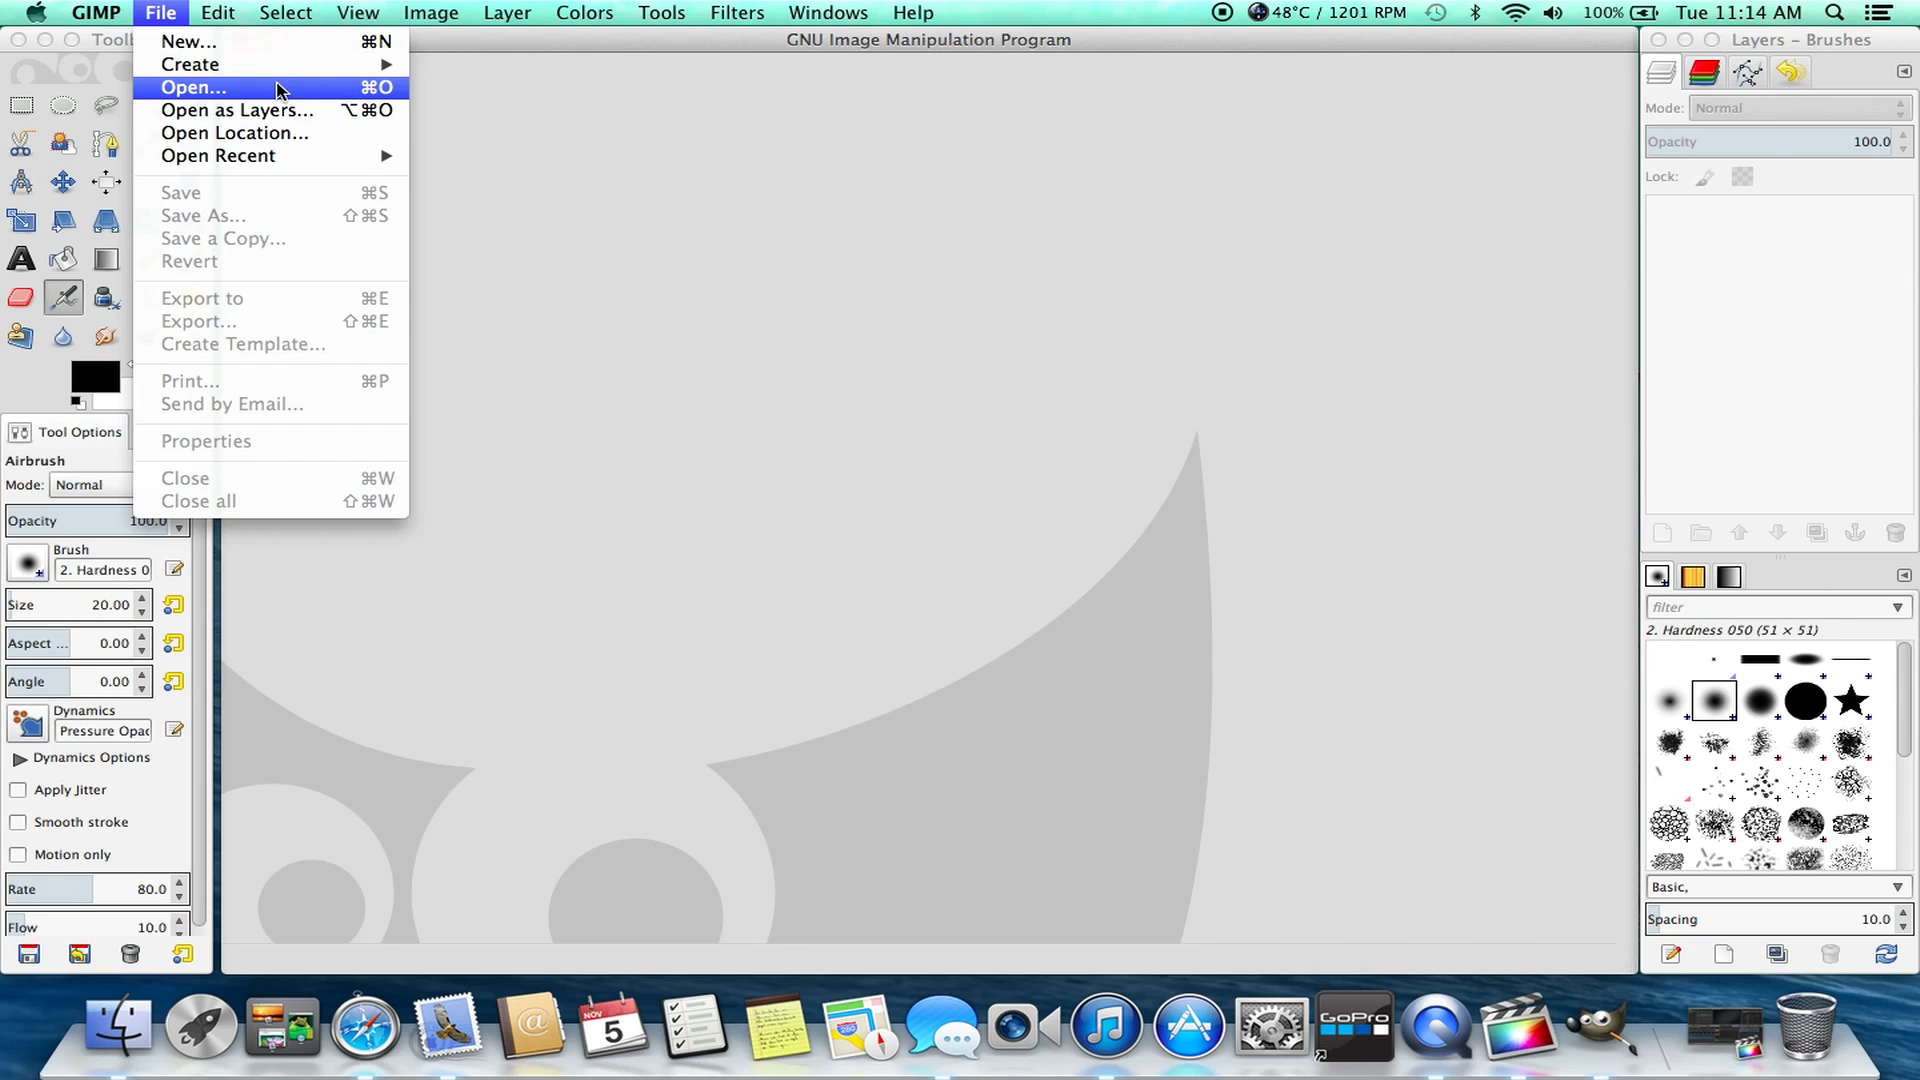 GIMP File Edit Select View Image Layer Colors Tools Filters Windows Help 48°C / 1201 RPM 100% Tue 11:14 AM
GNU Image Manipulation Program
Layers - Brushes
New... ⌘N
Create ▶
Open... ⌘O
Open as Layers... ⌥⌘O
Open Location...
Open Recent ▶
Save ⌘S
Save As... ⇧⌘S
Save a Copy...
Revert
Export to ⌘E
Export... ⇧⌘E
Create Template...
Print... ⌘P
Send by Email...
Properties
Close ⌘W
Close all ⇧⌘W
Tool Options
Airbrush
Mode: Normal
Opacity 100.0
Brush
2. Hardness 0
Size 20.00
Aspect ... 0.00
Angle 0.00
Dynamics
Pressure Opac
Dynamics Options
Apply Jitter
Smooth stroke
Motion only
Rate 80.0
Flow 10.0
Mode: Normal
Opacity 100.0
Lock:
filter
2. Hardness 050 (51 × 51)
Basic,
Spacing 10.0
NOV
5
280
GoPro